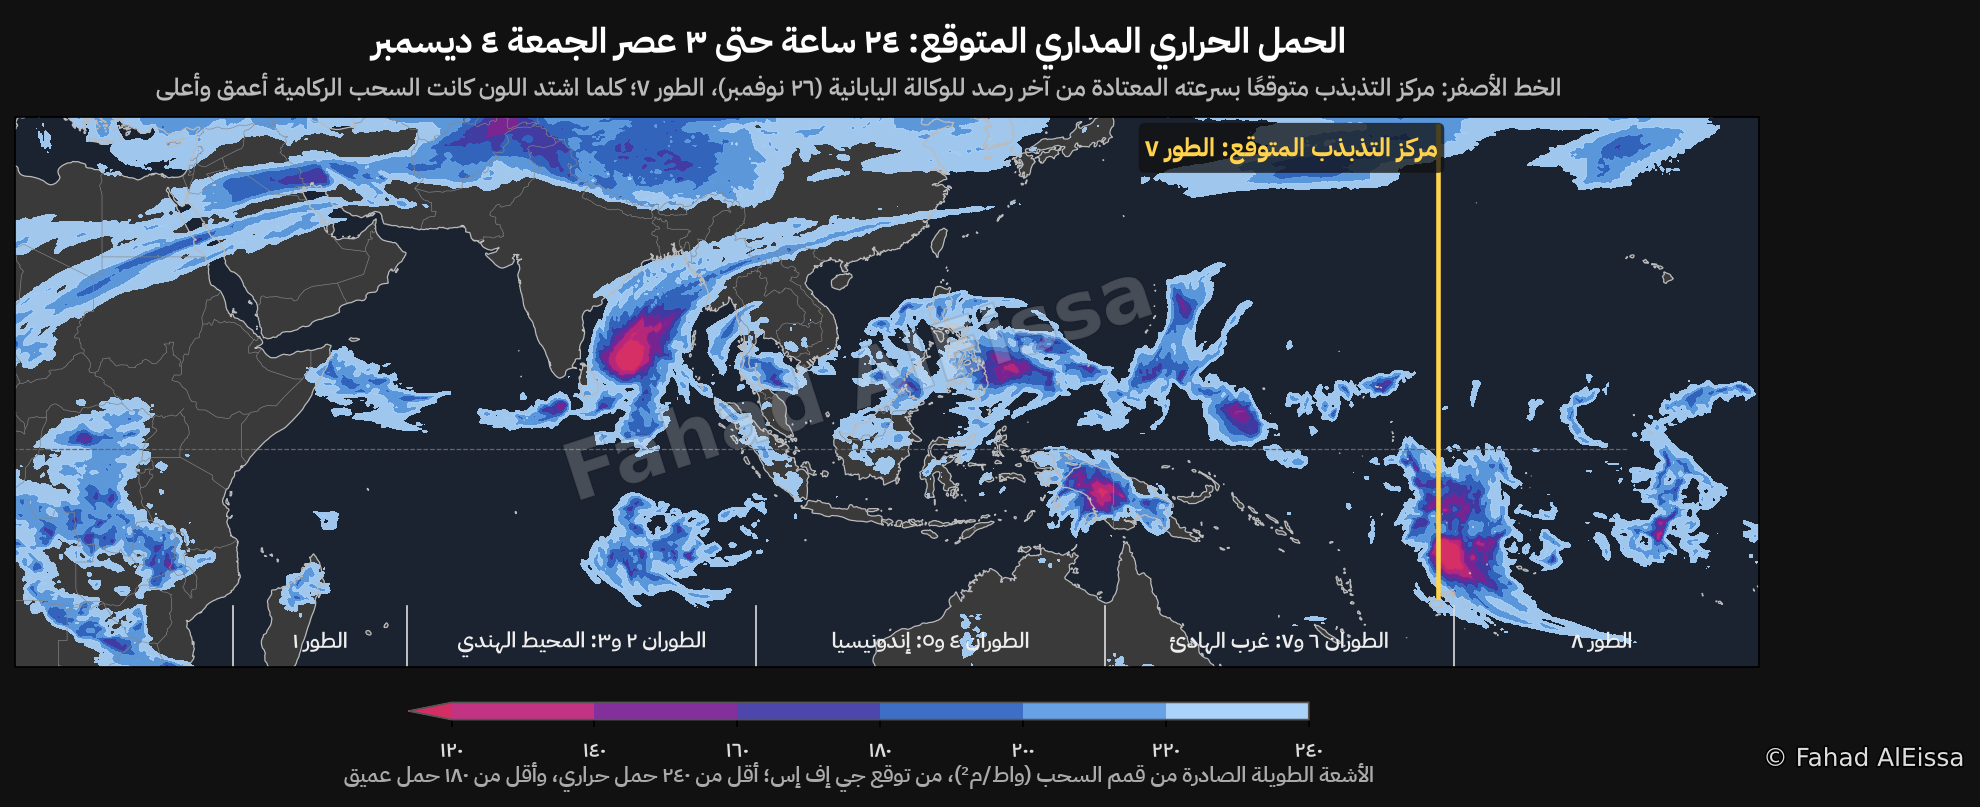 الحمل الحراري المداري المتوقع: ٢٤ ساعة حتى ٣ عصر الجمعة ٤ ديسمبر
الخط الأصفر: مركز التذبذب متوقعًا بسرعته المعتادة من آخر رصد للوكالة اليابانية (٢٦ نوفمبر)، الطور ٧؛ كلما اشتد اللون كانت السحب الركامية أعمق وأعلى
مركز التذبذب المتوقع: الطور ٧
Fahad AlEissa
الطور ١
الطوران ٢ و٣: المحيط الهندي
الطوران ٤ و٥: إندونيسيا
الطوران ٦ و٧: غرب الهادئ
الطور ٨
١٢٠ ١٤٠ ١٦٠ ١٨٠ ٢٠٠ ٢٢٠ ٢٤٠
الأشعة الطويلة الصادرة من قمم السحب (واط/م²)، من توقع جي إف إس؛ أقل من ٢٤٠ حمل حراري، وأقل من ١٨٠ حمل عميق
© Fahad AlEissa